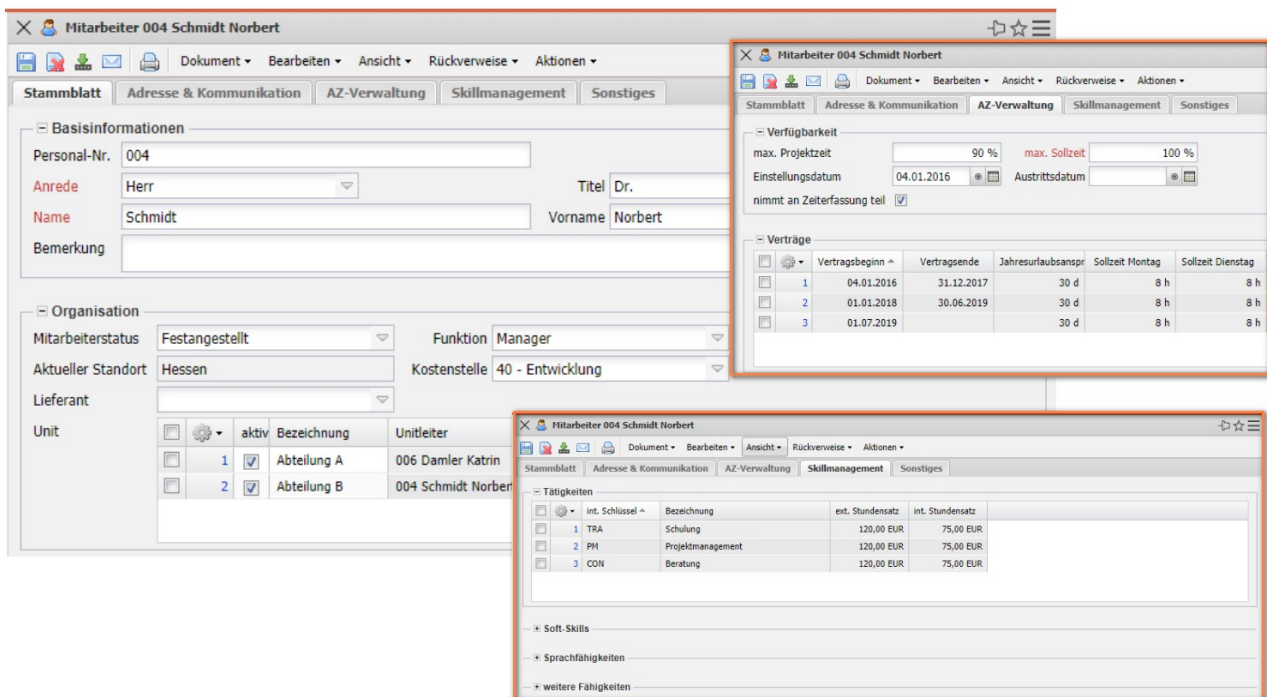 Mitarbeiter 004 Schmidt Norbert
Dokument Bearbeiten Ansicht Rückverweise Aktionen
Stammblatt Adresse & Kommunikation AZ-Verwaltung Skillmanagement Sonstiges
Basisinformationen
Personal-Nr. 004
Anrede Herr Titel Dr.
Name Schmidt Vorname Norbert
Bemerkung
Organisation
Mitarbeiterstatus Festangestellt Funktion Manager
Aktueller Standort Hessen Kostenstelle 40 - Entwicklung
Lieferant
Unit aktiv Bezeichnung Unitleiter
1 Abteilung A 006 Damler Katrin
2 Abteilung B 004 Schmidt Norbert
Mitarbeiter 004 Schmidt Norbert
Dokument Bearbeiten Ansicht Rückverweise Aktionen
Stammblatt Adresse & Kommunikation AZ-Verwaltung Skillmanagement Sonstiges
Verfügbarkeit
max. Projektzeit 90 % max. Sollzeit 100 %
Einstellungsdatum 04.01.2016 Austrittsdatum
nimmt an Zeiterfassung teil
Verträge
Vertragsbeginn Vertragsende Jahresurlaubsanspr Sollzeit Montag Sollzeit Dienstag
1 04.01.2016 31.12.2017 30 d 8 h 8 h
2 01.01.2018 30.06.2019 30 d 8 h 8 h
3 01.07.2019 30 d 8 h 8 h
Mitarbeiter 004 Schmidt Norbert
Dokument Bearbeiten Ansicht Rückverweise Aktionen
Stammblatt Adresse & Kommunikation AZ-Verwaltung Skillmanagement Sonstiges
Tätigkeiten
int. Schlüssel Bezeichnung ext. Stundensatz int. Stundensatz
1 TRA Schulung 120,00 EUR 75,00 EUR
2 PM Projektmanagement 120,00 EUR 75,00 EUR
3 CON Beratung 120,00 EUR 75,00 EUR
Soft-Skills
Sprachfähigkeiten
weitere Fähigkeiten